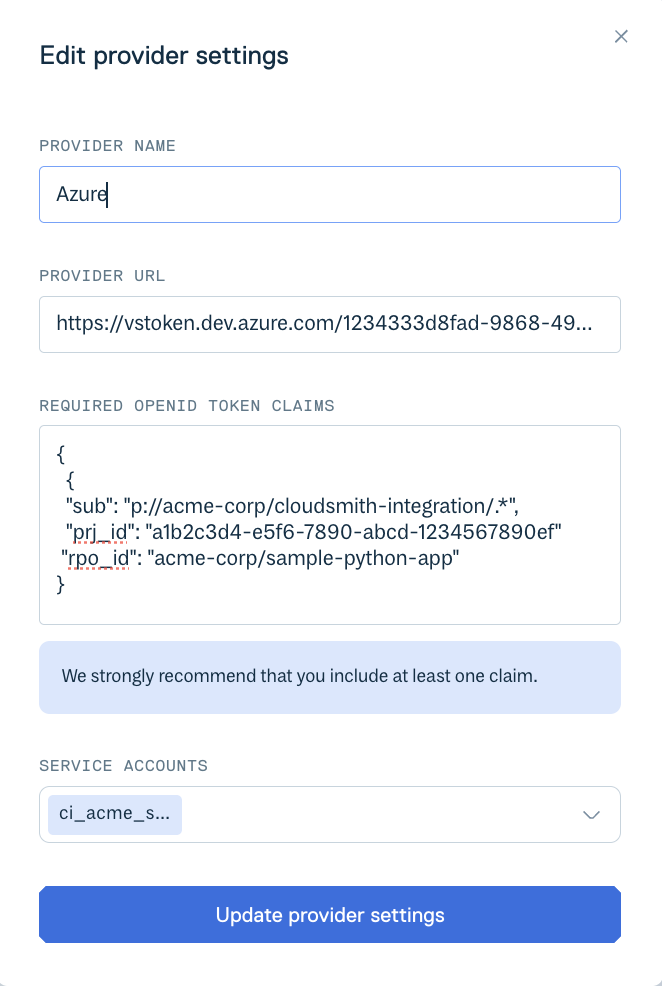 Edit provider settings
PROVIDER NAME
Azure
PROVIDER URL
https://vstoken.dev.azure.com/1234333d8fad-9868-49...
REQUIRED OPENID TOKEN CLAIMS
{
{
"sub": "p://acme-corp/cloudsmith-integration/.*",
"prj_id": "a1b2c3d4-e5f6-7890-abcd-1234567890ef"
"rpo_id": "acme-corp/sample-python-app"
}
We strongly recommend that you include at least one claim.
SERVICE ACCOUNTS
ci_acme_s...
Update provider settings